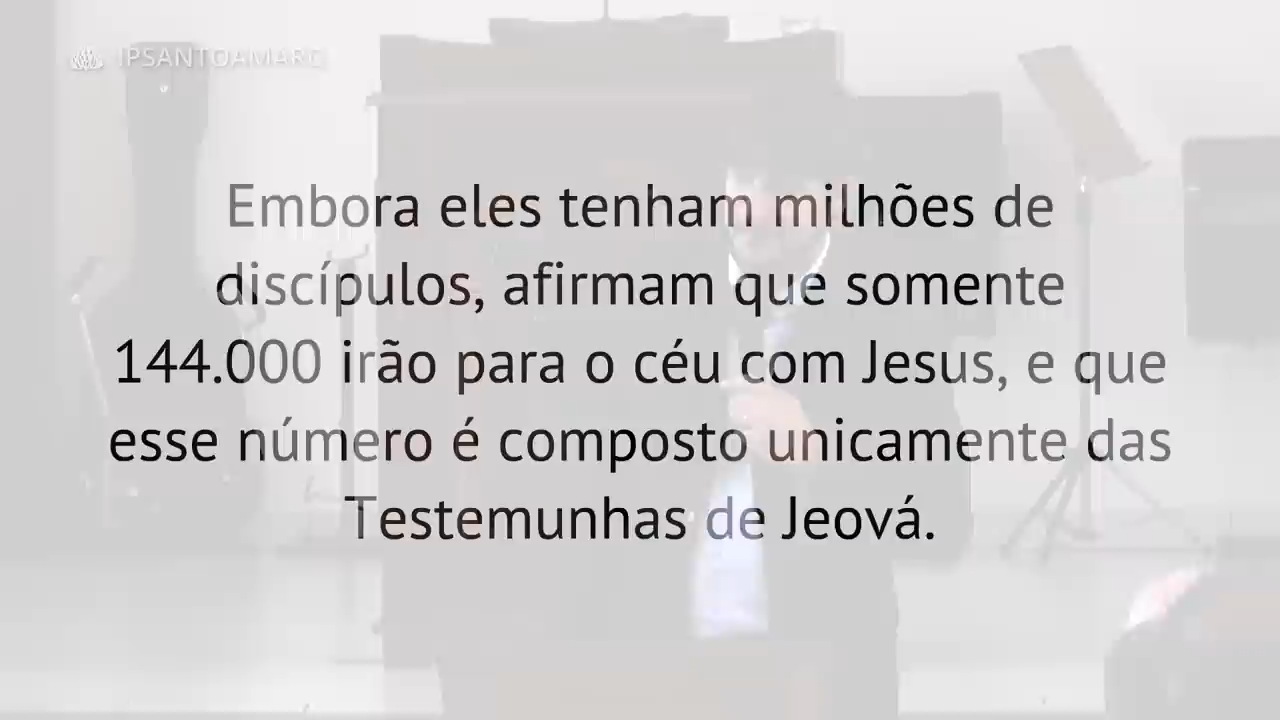 IPSANTOAMARO
Embora eles tenham milhões de
discípulos, afirmam que somente
144.000 irão para o céu com Jesus, e que
esse número é composto unicamente das
Testemunhas de Jeová.